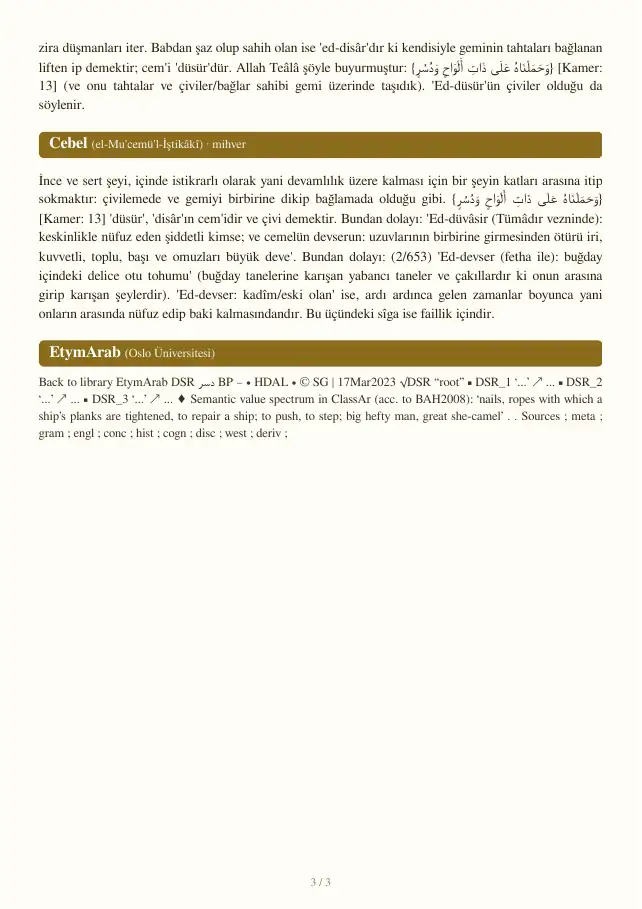 zira düşmanları iter. Babdan şaz olup sahih olan ise 'ed-disâr'dır ki kendisiyle geminin tahtaları bağlanan
liften ip demektir; cem'i 'düsür'dür. Allah Teâlâ şöyle buyurmuştur: {وَحَمَلْنَاهُ عَلَى ذَاتِ أَلْوَاحٍ وَدُسُرٍ} [Kamer:
13] (ve onu tahtalar ve çiviler/bağlar sahibi gemi üzerinde taşıdık). 'Ed-düsür'ün çiviler olduğu da
söylenir.
Cebel (el-Mu'cemü'l-İştikâkî) · mihver
İnce ve sert şeyi, içinde istikrarlı olarak yani devamlılık üzere kalması için bir şeyin katları arasına itip
sokmaktır: çivilemede ve gemiyi birbirine dikip bağlamada olduğu gibi. {وَحَمَلْنَاهُ عَلَى ذَاتِ أَلْوَاحٍ وَدُسُرٍ}
[Kamer: 13] 'düsür', 'disâr'ın cem'idir ve çivi demektir. Bundan dolayı: 'Ed-düvâsir (Tümâdır vezninde):
keskinlikle nüfuz eden şiddetli kimse; ve cemelün devserun: uzuvlarının birbirine girmesinden ötürü iri,
kuvvetli, toplu, başı ve omuzları büyük deve'. Bundan dolayı: (2/653) 'Ed-devser (fetha ile): buğday
içindeki delice otu tohumu' (buğday tanelerine karışan yabancı taneler ve çakıllardır ki onun arasına
girip karışan şeylerdir). 'Ed-devser: kadîm/eski olan' ise, ardı ardınca gelen zamanlar boyunca yani
onların arasında nüfuz edip baki kalmasındandır. Bu üçündeki sîga ise faillik içindir.
EtymArab (Oslo Üniversitesi)
Back to library EtymArab DSR دسر BP – • HDAL • © SG | 17Mar2023 √DSR “root” ▪ DSR_1 ‘...’ ↗ ... ▪ DSR_2
‘...’ ↗ ... ▪ DSR_3 ‘...’ ↗ ... ♦ Semantic value spectrum in ClassAr (acc. to BAH2008): ‘nails, ropes with which a
ship's planks are tightened, to repair a ship; to push, to step; big hefty man, great she-camel’ . . Sources ; meta ;
gram ; engl ; conc ; hist ; cogn ; disc ; west ; deriv ;
3 / 3